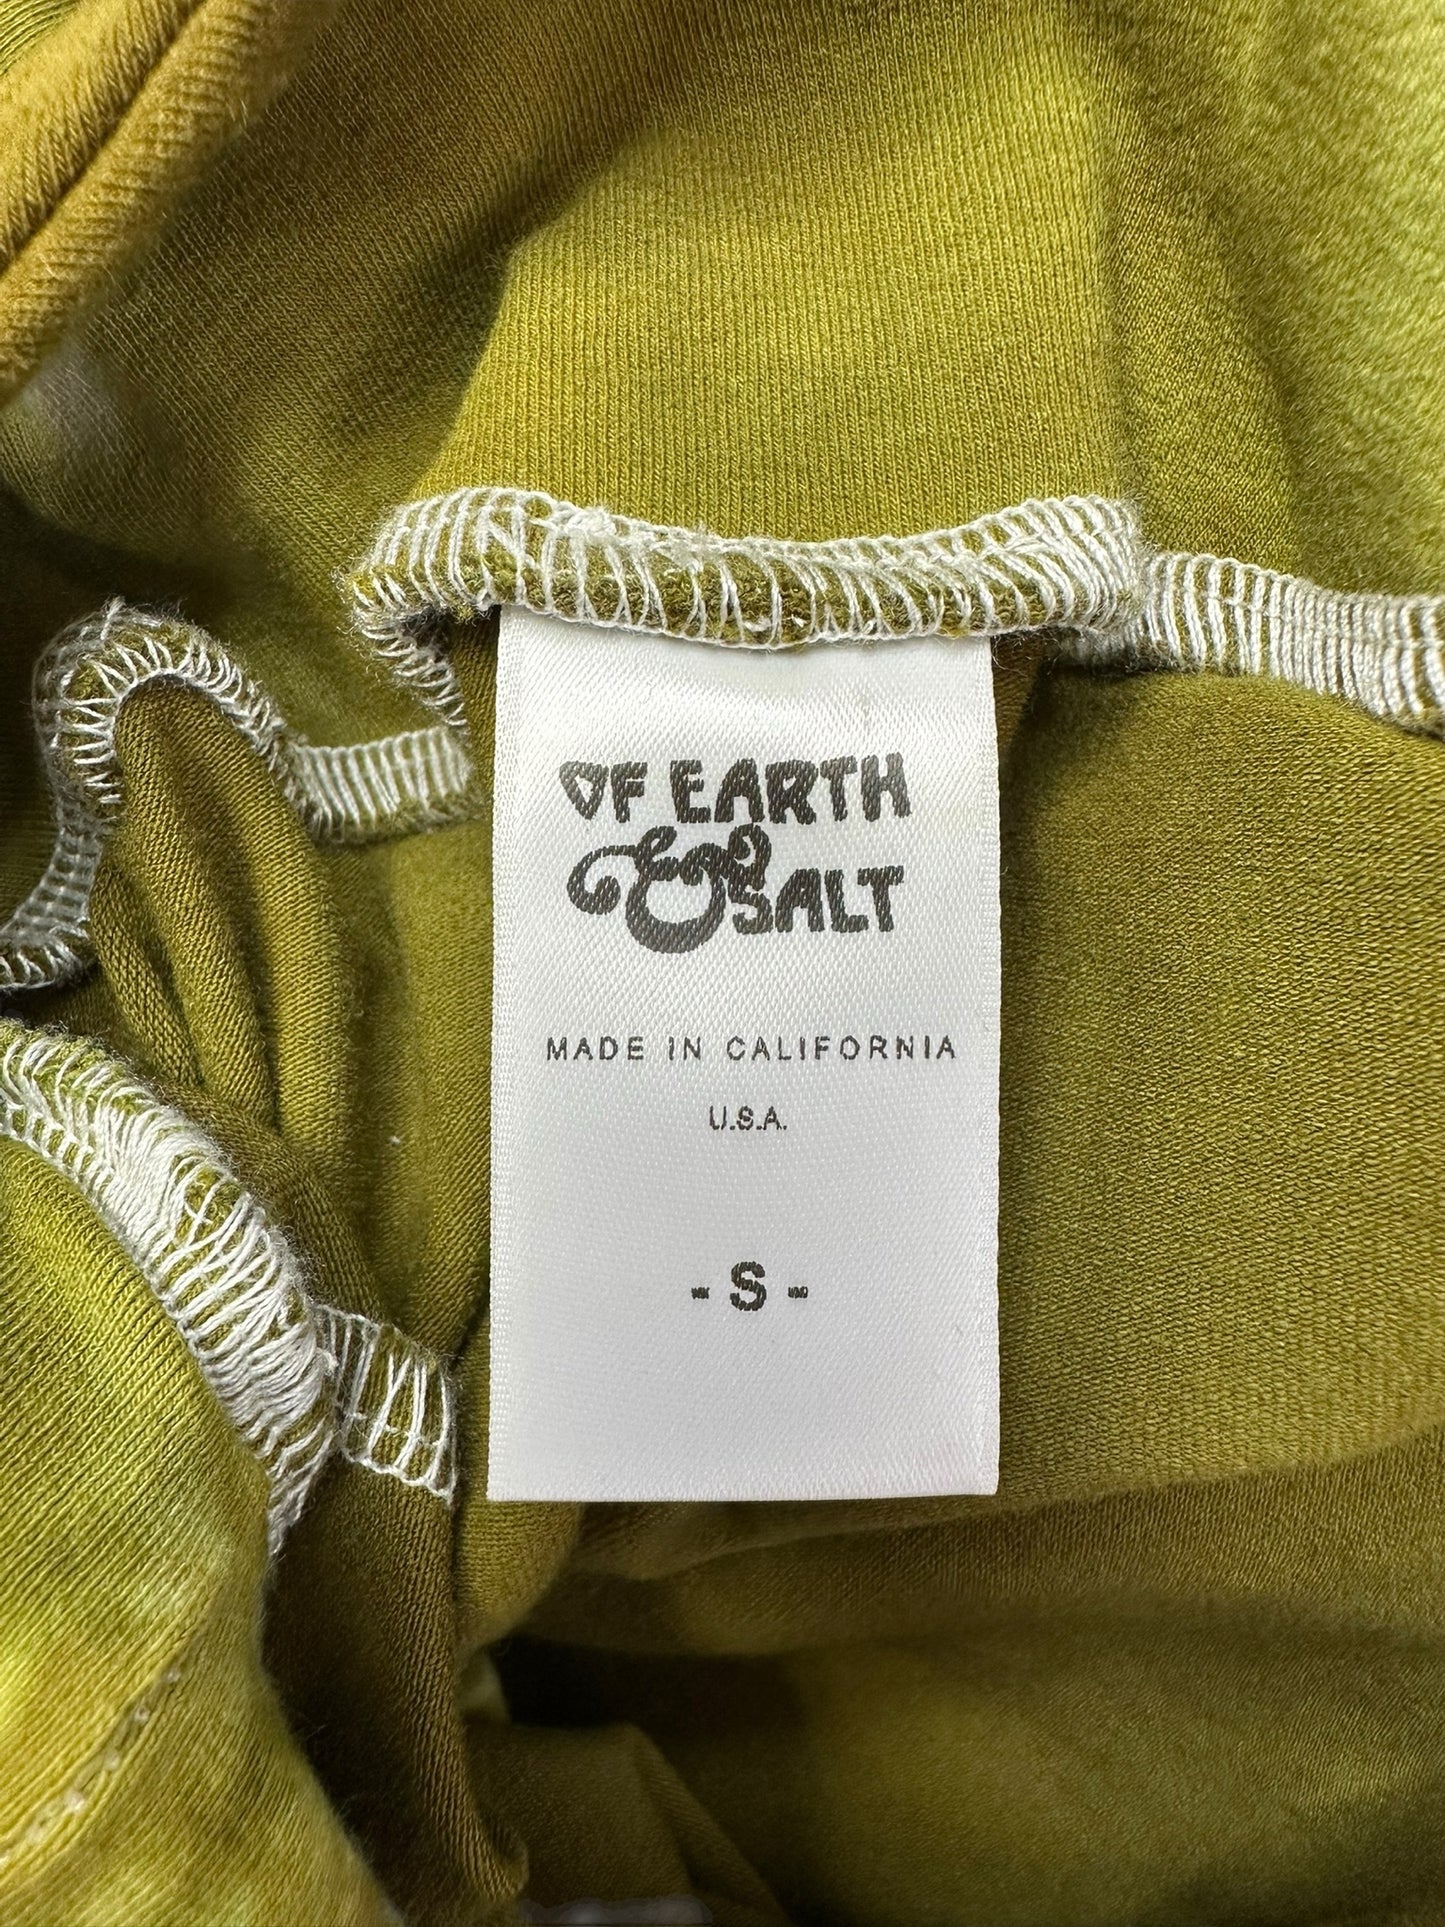 OF EARTH
& SALT
MADE IN CALIFORNIA
U.S.A.
- S -